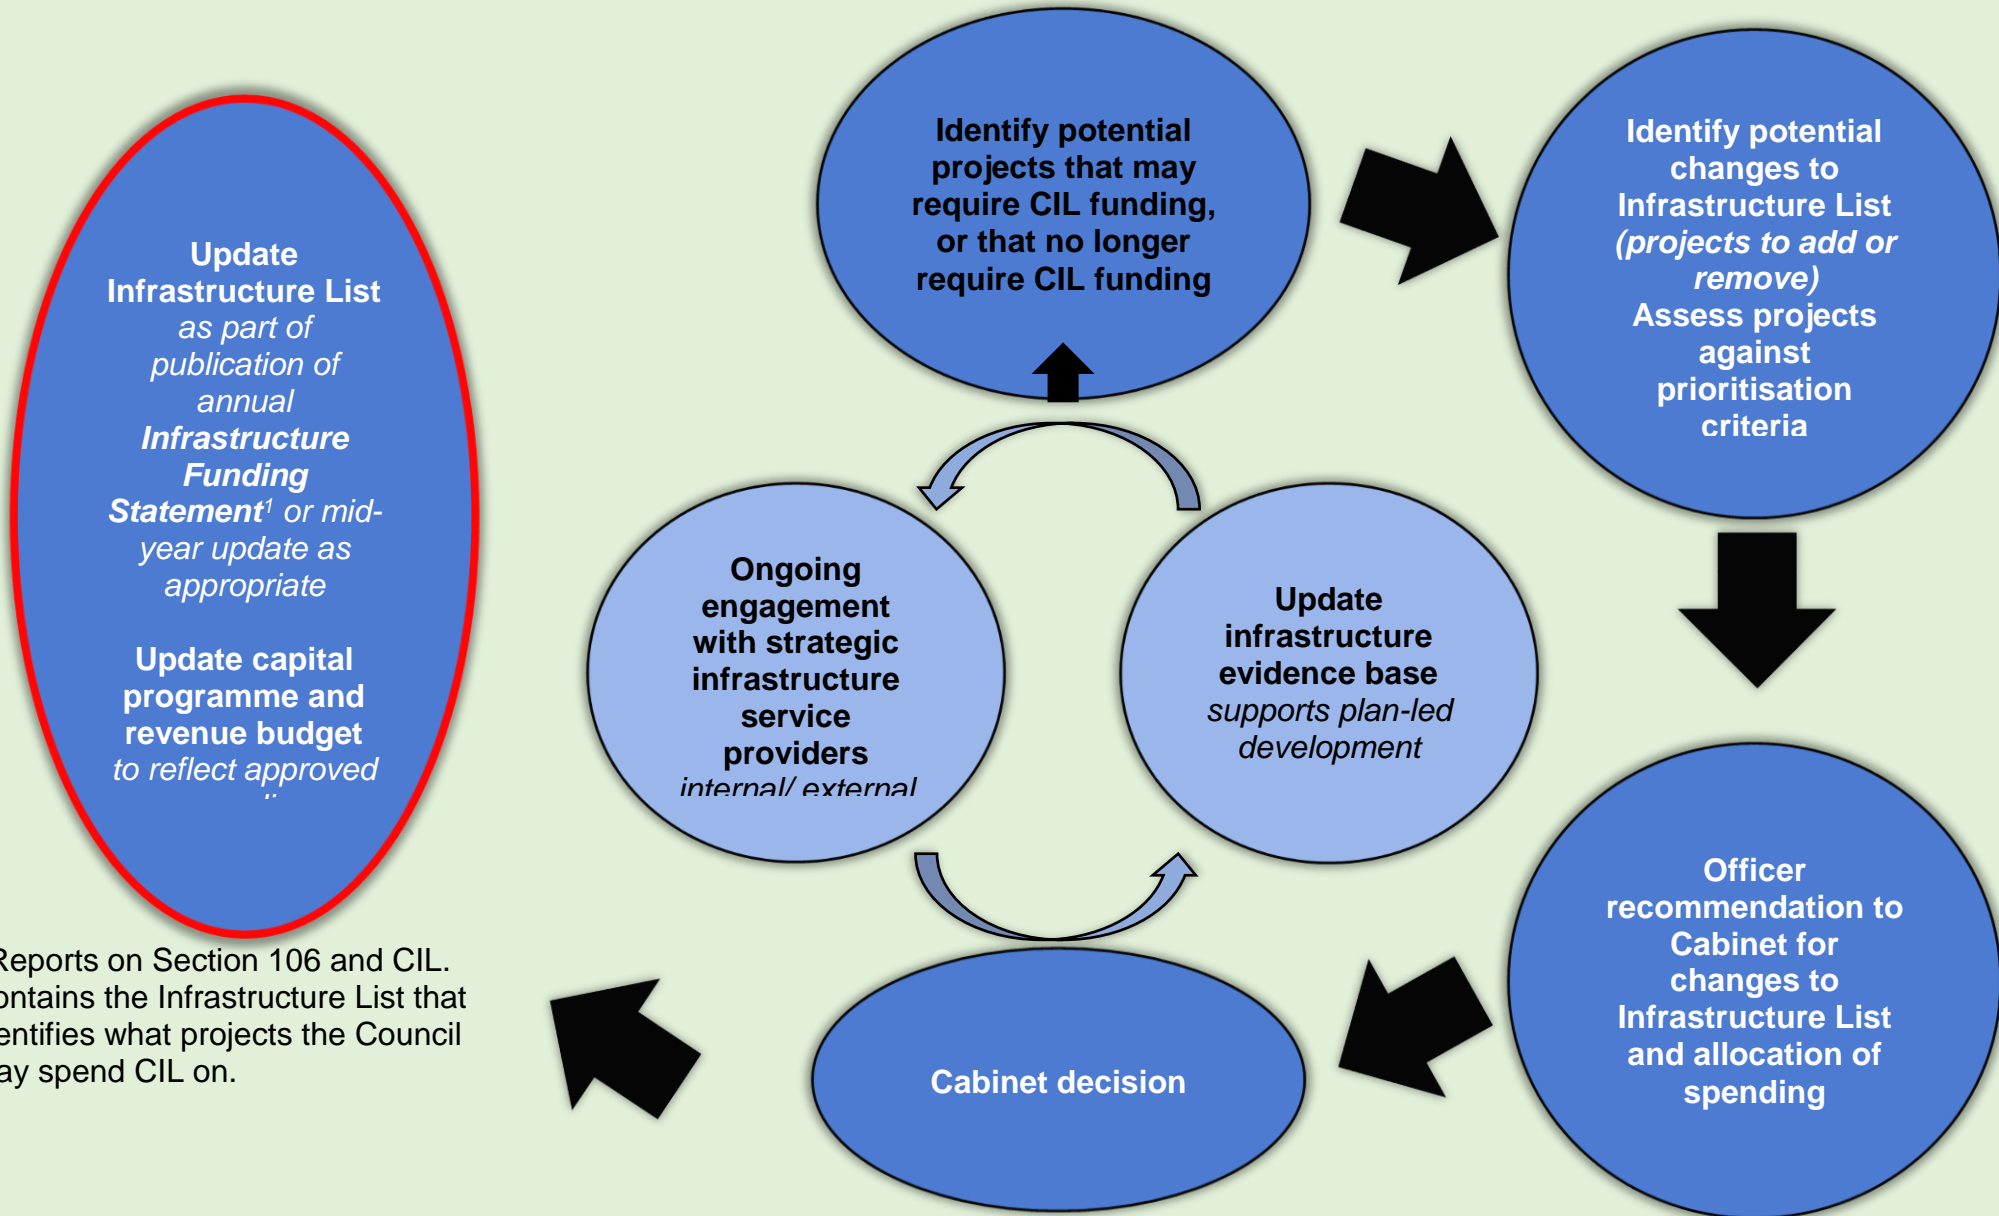 Update
Infrastructure List
as part of
publication of
annual
Infrastructure
Funding
Statement1 or mid-
year update as
appropriate
Update capital
programme and
revenue budget
to reflect approved
Reports on Section 106 and CIL.
the Infrastructure List that
what projects the Council
spend CIL on.
Identify potential
projects that may
require CIL funding,
or that no longer
require CIL funding
Identify potential
changes to
Infrastructure List
(projects to add or
remove)
Assess projects
against
prioritisation
criteria
Ongoing
engagement
with strategic
infrastructure
service
providers
internal/ external
Update
infrastructure
evidence base
supports plan-led
development
Officer
recommendation to
Cabinet for
changes to
Infrastructure List
and allocation of
spending
Cabinet decision